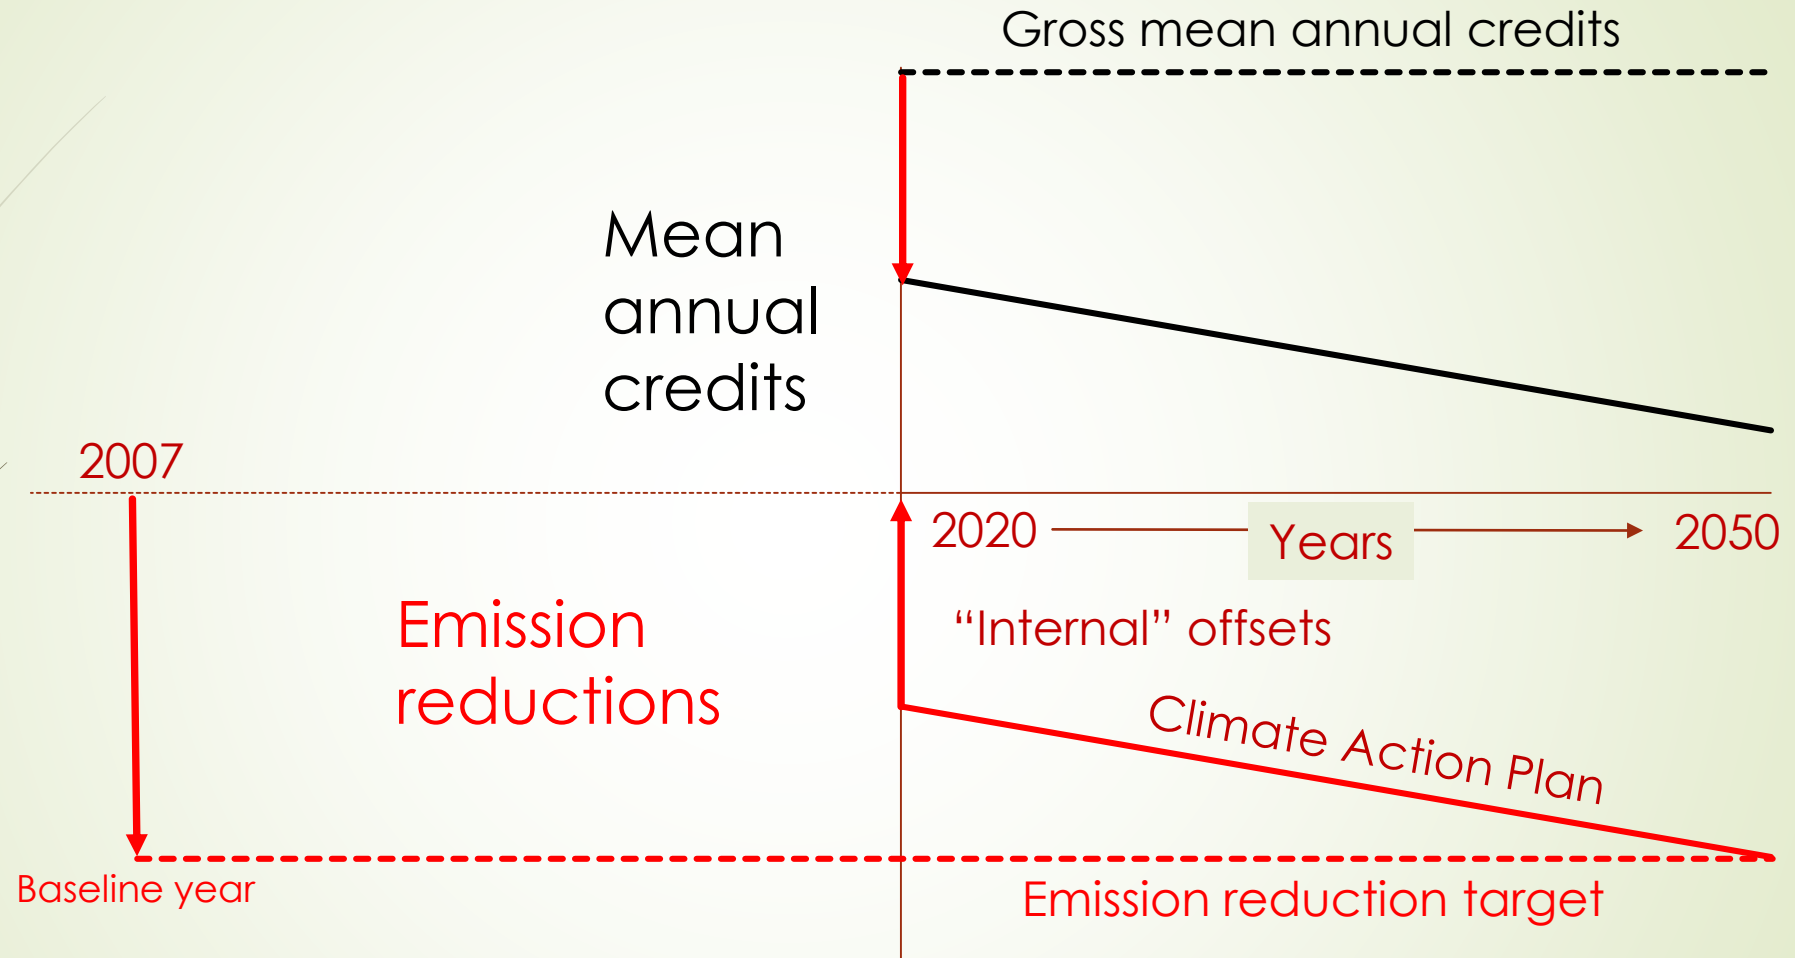 Gross mean annual credits
Mean
annual
credits
2007
2020
Years
2050
Emission
reductions
“Internal” offsets
Climate Action Plan
Baseline year
Emission reduction target